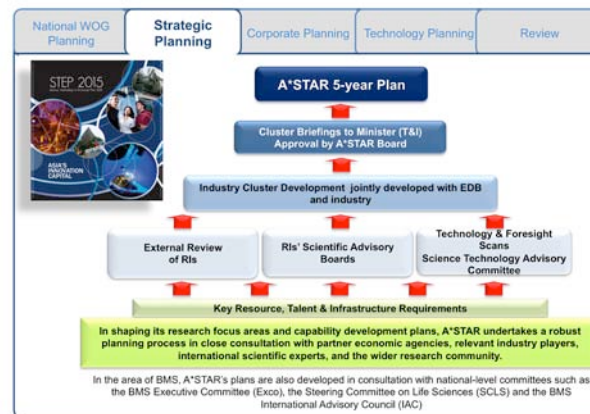 National WOG
Planning
Strategic
Planning
Corporate Planning
Technology Planning
Review
STEP 2015
ASIA'S
INNOVATION
CAPITAL
A*STAR 5-year Plan
Cluster Briefings to Minister (T&I)
Approval by A*STAR Board
Industry Cluster Development jointly developed with EDB
and industry
External Review
of RIs
RIs' Scientific Advisory
Boards
Technology & Foresight
Scans
Science Technology Advisory
Committee
Key Resource, Talent & Infrastructure Requirements
In shaping its research focus areas and capability development plans, A*STAR undertakes a robust
planning process in close consultation with partner economic agencies, relevant industry players,
international scientific experts, and the wider research community.
In the area of BMS, A*STAR's plans are also developed in consultation with national-level committees such as
the BMS Executive Committee (Exco), the Steering Committee on Life Sciences (SCLS) and the BMS
International Advisory Council (IAC)